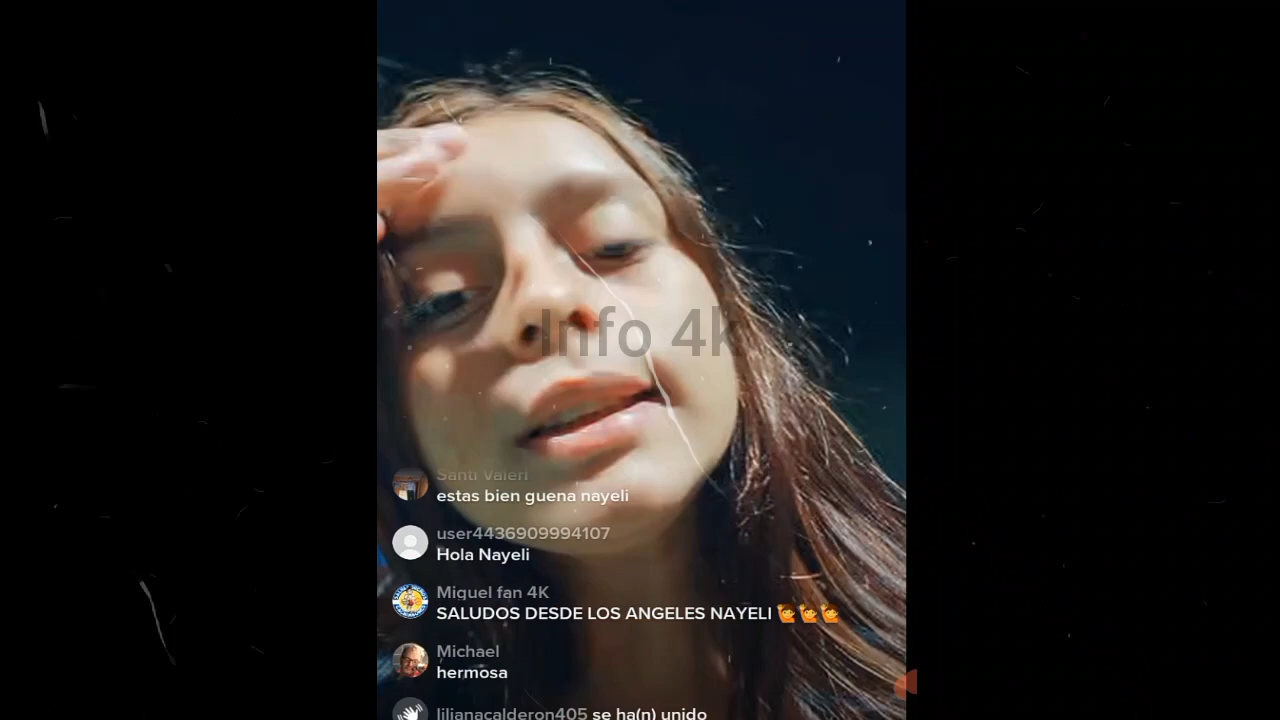 Info 4k
Santi Valeri
estas bien guena nayeli
user4436909994107
Hola Nayeli
Miguel fan 4K
SALUDOS DESDE LOS ANGELES NAYELI 🙋🙋🙋
Michael
hermosa
lilianacalderon405 se ha(n) unido